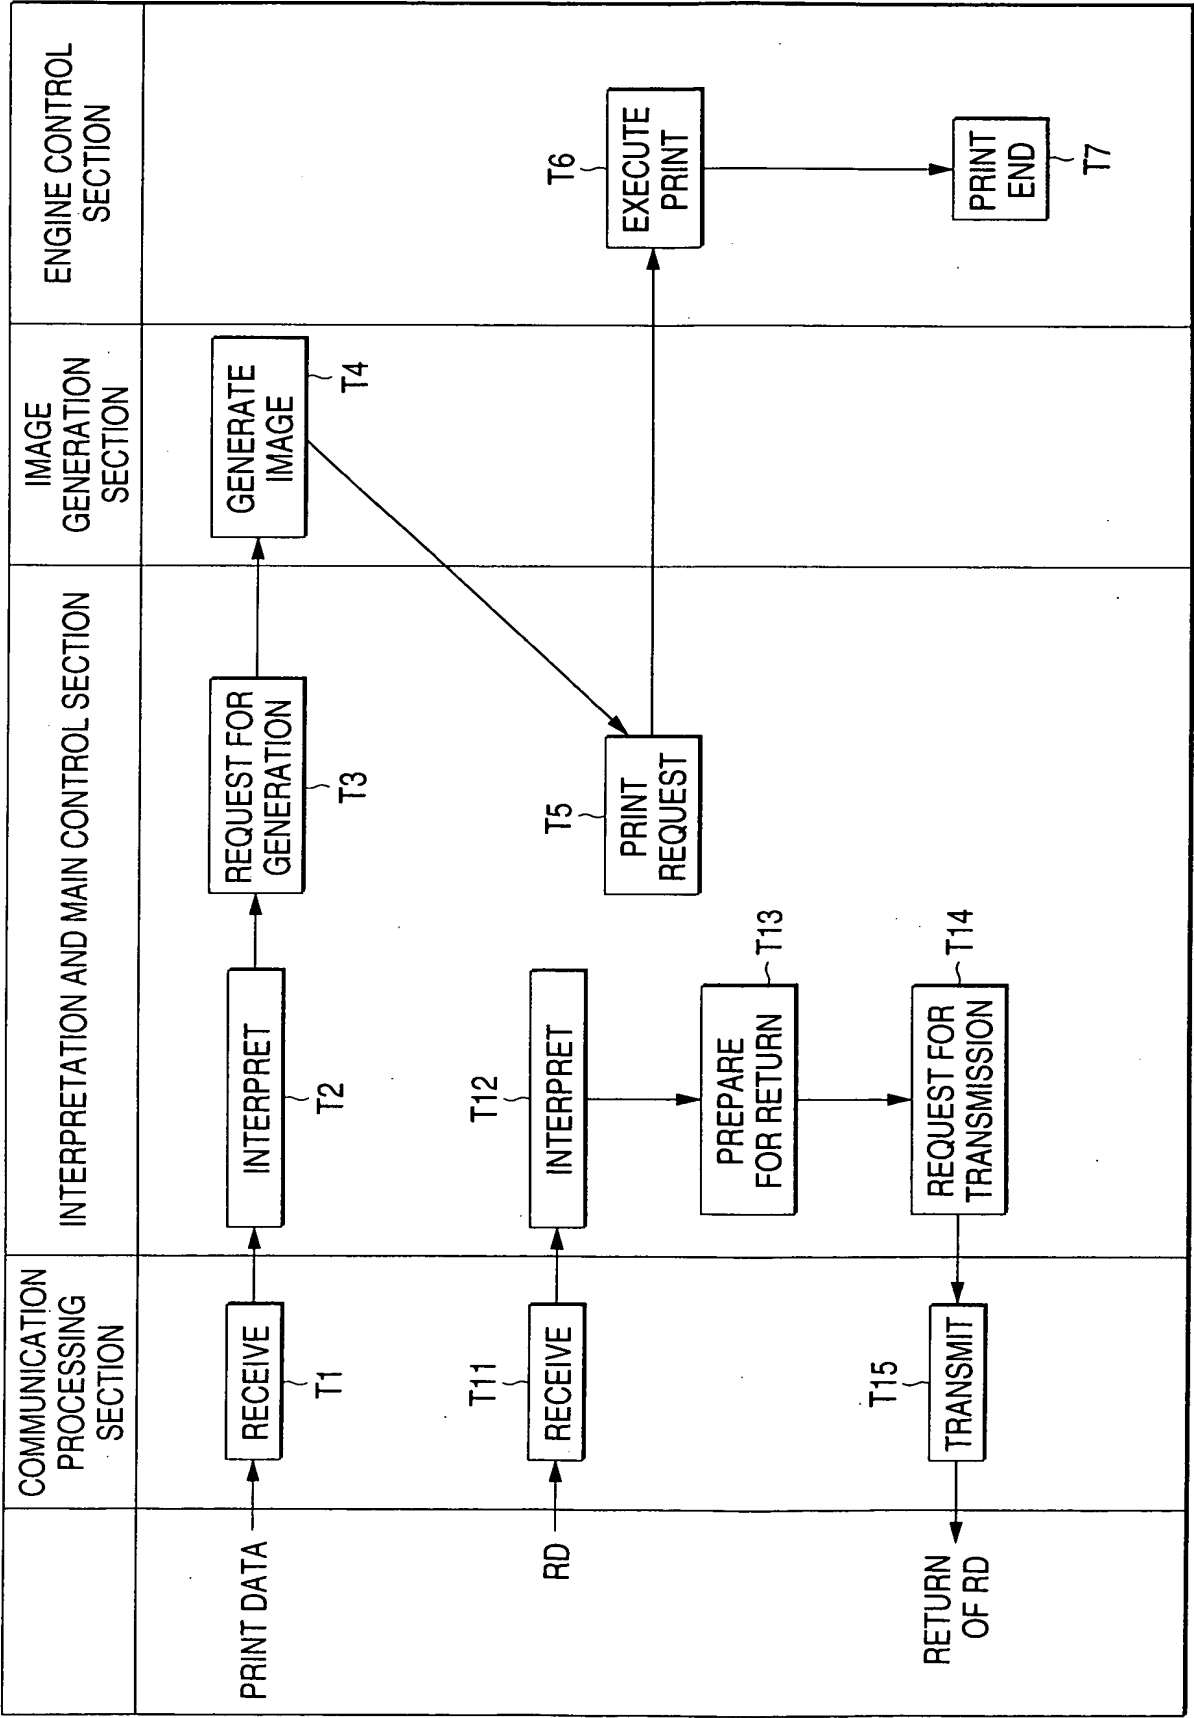 COMMUNICATION
PROCESSING
SECTION
INTERPRETATION AND MAIN CONTROL SECTION
IMAGE
GENERATION
SECTION
ENGINE CONTROL
SECTION
PRINT DATA
RECEIVE
T1
INTERPRET
T2
REQUEST FOR
GENERATION
T3
GENERATE
IMAGE
T4
RD
T11
RECEIVE
T12
INTERPRET
T5
PRINT
REQUEST
T6
EXECUTE
PRINT
PREPARE
FOR RETURN
T13
REQUEST FOR
TRANSMISSION
T14
T15
TRANSMIT
RETURN
OF RD
PRINT
END
T7